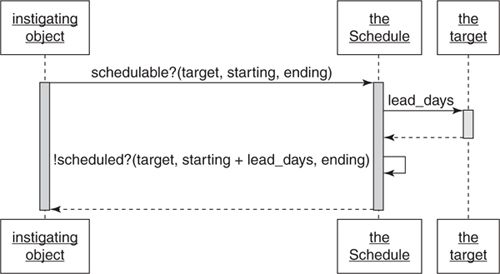 instigating
object
the
Schedule
the
target
schedulable?(target, starting, ending)
lead_days
!scheduled?(target, starting + lead_days, ending)
instigating
object
the
Schedule
the
target